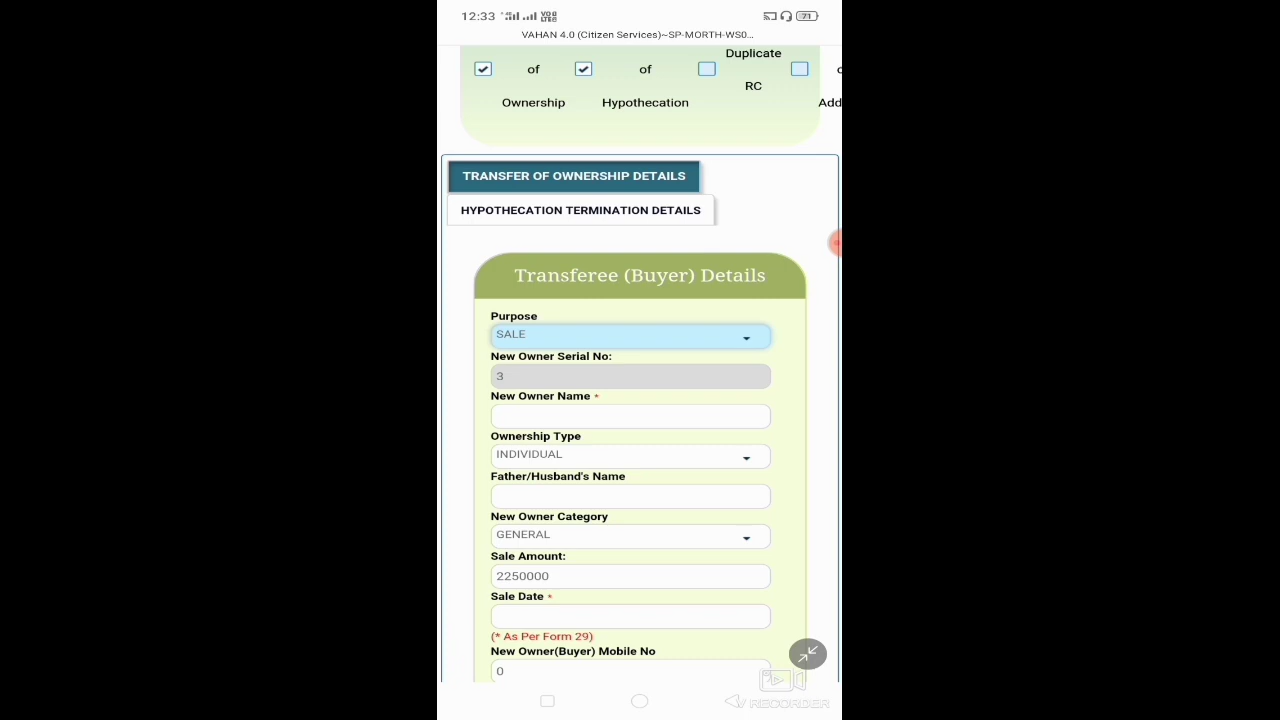 12:33
71
VAHAN 4.0 (Citizen Services)~SP-MORTH-WS0...
of Ownership
of Hypothecation
Duplicate RC
Add
TRANSFER OF OWNERSHIP DETAILS
HYPOTHECATION TERMINATION DETAILS
Transferee (Buyer) Details
Purpose
SALE
New Owner Serial No:
3
New Owner Name *
Ownership Type
INDIVIDUAL
Father/Husband's Name
New Owner Category
GENERAL
Sale Amount:
2250000
Sale Date *
(* As Per Form 29)
New Owner(Buyer) Mobile No
0
V RECORDER